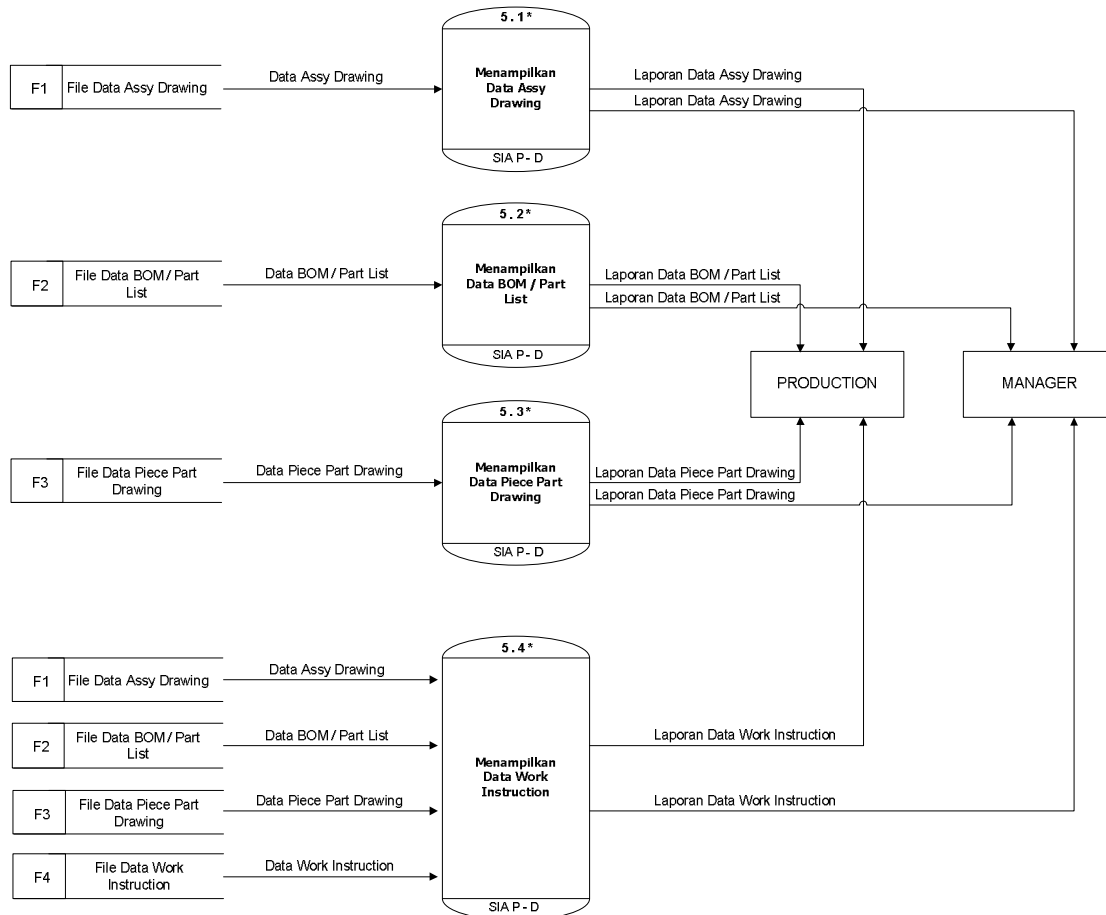 5.1*
F1
File Data Assy Drawing
Data Assy Drawing
Menampilkan
Data Assy
Drawing
Laporan Data Assy Drawing
Laporan Data Assy Drawing
SIA P - D
5.2*
F2
File Data BOM / Part
List
Data BOM / Part List
Menampilkan
Data BOM / Part
List
Laporan Data BOM / Part List
Laporan Data BOM / Part List
SIA P - D
PRODUCTION
MANAGER
5.3*
F3
File Data Piece Part
Drawing
Data Piece Part Drawing
Menampilkan
Data Piece Part
Drawing
Laporan Data Piece Part Drawing
Laporan Data Piece Part Drawing
SIA P - D
5.4*
F1
File Data Assy Drawing
Data Assy Drawing
F2
File Data BOM / Part
List
Data BOM / Part List
Menampilkan
Data Work
Instruction
Laporan Data Work Instruction
F3
File Data Piece Part
Drawing
Data Piece Part Drawing
Laporan Data Work Instruction
F4
File Data Work
Instruction
Data Work Instruction
SIA P - D